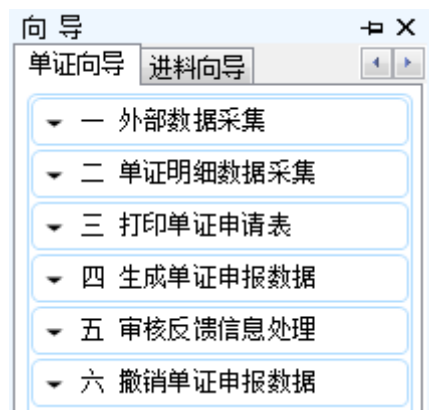 向 导
单证向导 进料向导
一 外部数据采集
二 单证明细数据采集
三 打印单证申请表
四 生成单证申报数据
五 审核反馈信息处理
六 撤销单证申报数据